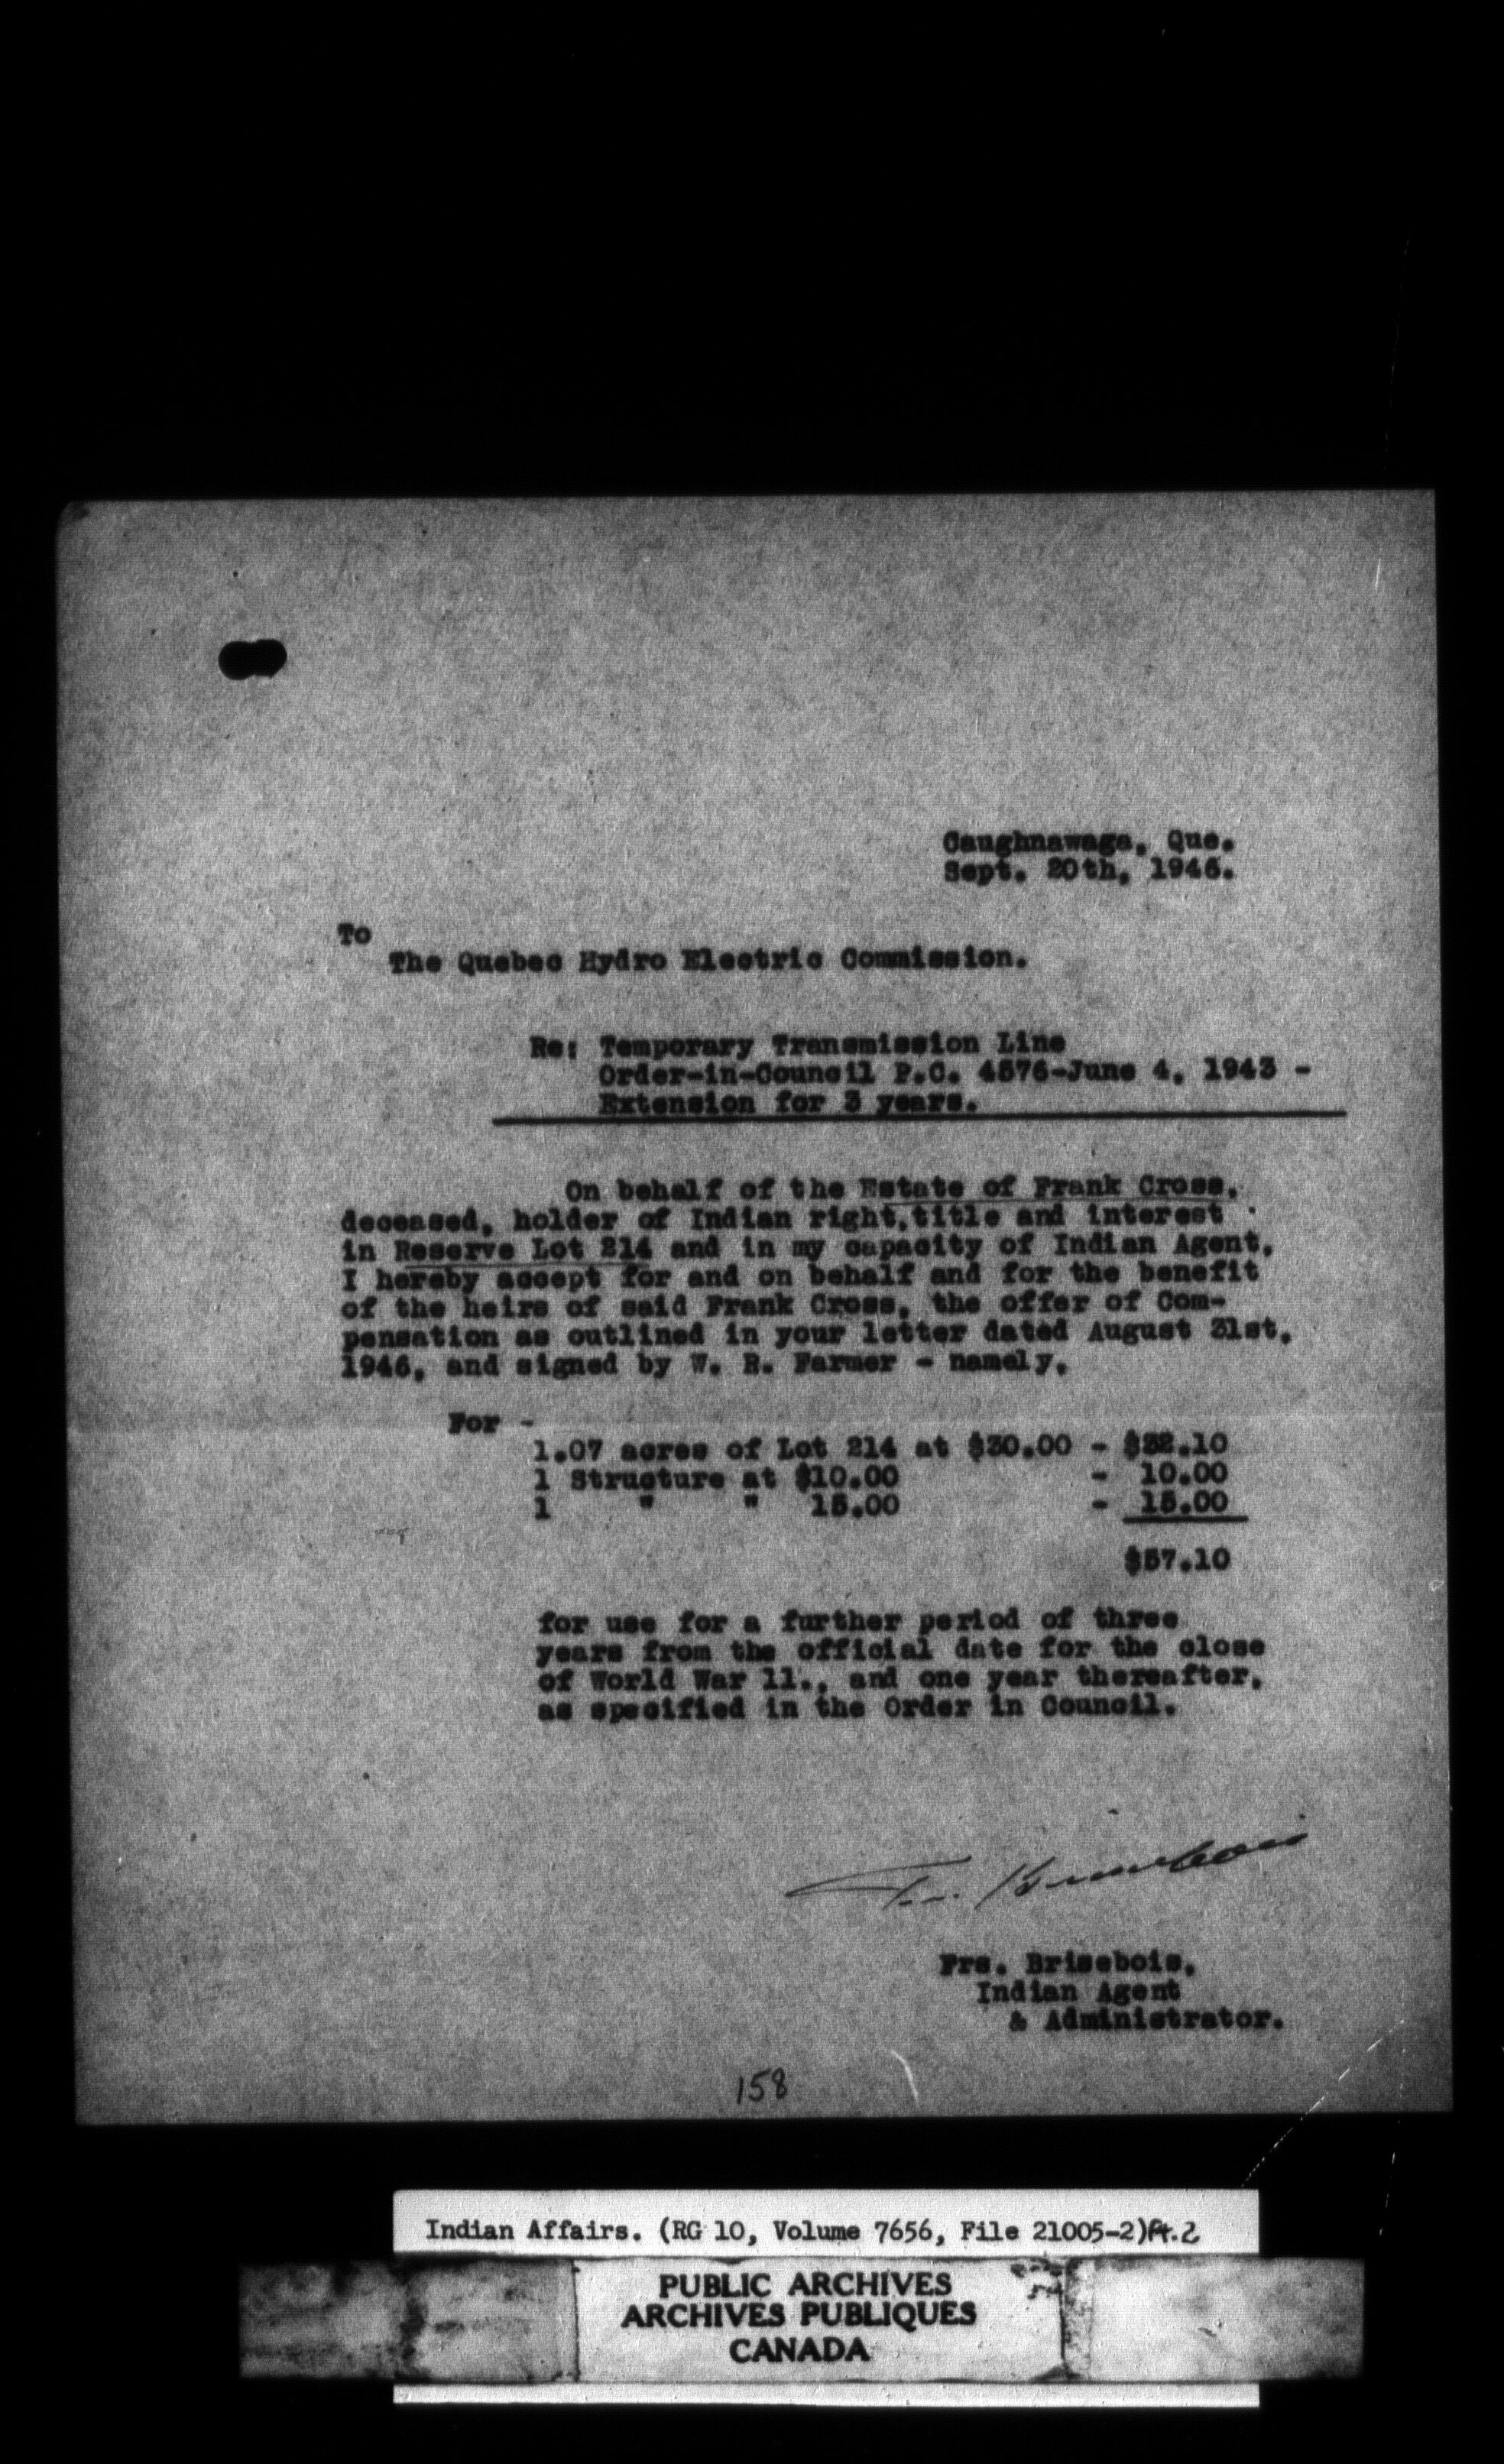 Caughnawaga, Que.
Sept. 20th, 1946.
To
The Quebec Hydro Electric Commission.
Re: Temporary Transmission Line
Order-in-Council P.C. 4576-June 4, 1943 -
Extension for 3 years.
On behalf of the Estate of Frank Cross,
deceased, holder of Indian right,title and interest
in Reserve Lot 214 and in my capacity of Indian Agent,
I hereby accept for and on behalf and for the benefit
of the heirs of said Frank Cross, the offer of Com-
pensation as outlined in your letter dated August 31st,
1946, and signed by W. R. Farmer - namely,
For -
1.07 acres of Lot 214 at $30.00 - $32.10
1 Structure at $10.00 - 10.00
1 " " 15.00 - 15.00
$57.10
for use for a further period of three
years from the official date for the close
of World War 11., and one year thereafter,
as specified in the Order in Council.
Frs. Brisebois
Frs. Brisebois,
Indian Agent
& Administrator.
158
Indian Affairs. (RG 10, Volume 7656, File 21005-2)pt.2
PUBLIC ARCHIVES
ARCHIVES PUBLIQUES
CANADA